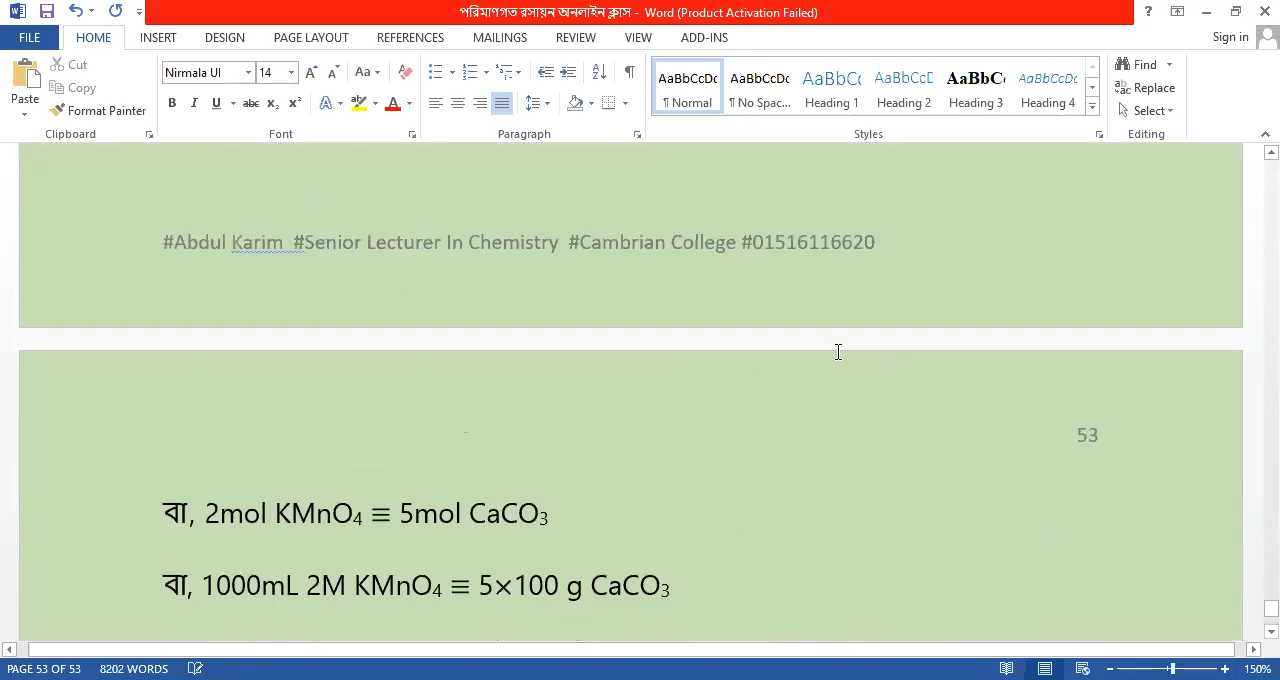 পরিমাণগত রসায়ন অনলাইন ক্লাস - Word (Product Activation Failed)
FILE HOME INSERT DESIGN PAGE LAYOUT REFERENCES MAILINGS REVIEW VIEW ADD-INS Sign in
Paste Cut Copy Format Painter
Clipboard
Nirmala UI 14
Font
Paragraph
AaBbCcDc AaBbCcDc AaBbCc AaBbCcD AaBbC AaBbCcDc
¶ Normal ¶ No Spac... Heading 1 Heading 2 Heading 3 Heading 4
Styles
Find Replace Select
Editing
#Abdul Karim #Senior Lecturer In Chemistry #Cambrian College #01516116620
53
বা, 2mol KMnO₄ ≡ 5mol CaCO₃
বা, 1000mL 2M KMnO₄ ≡ 5×100 g CaCO₃
PAGE 53 OF 53 8202 WORDS 150%